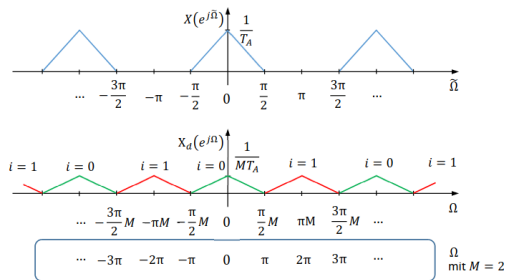 X(e^{jΩ̃}) 1/T_A
... −3π/2 −π −π/2 0 π/2 π 3π/2 ... Ω̃
X_d(e^{jΩ}) 1/MT_A
i = 1 i = 0 i = 1 i = 0 i = 1 i = 0 i = 1
Ω
... −3π/2 M −πM −π/2 M 0 π/2 M πM 3π/2 M ...
... −3π −2π −π 0 π 2π 3π ... Ω
mit M = 2